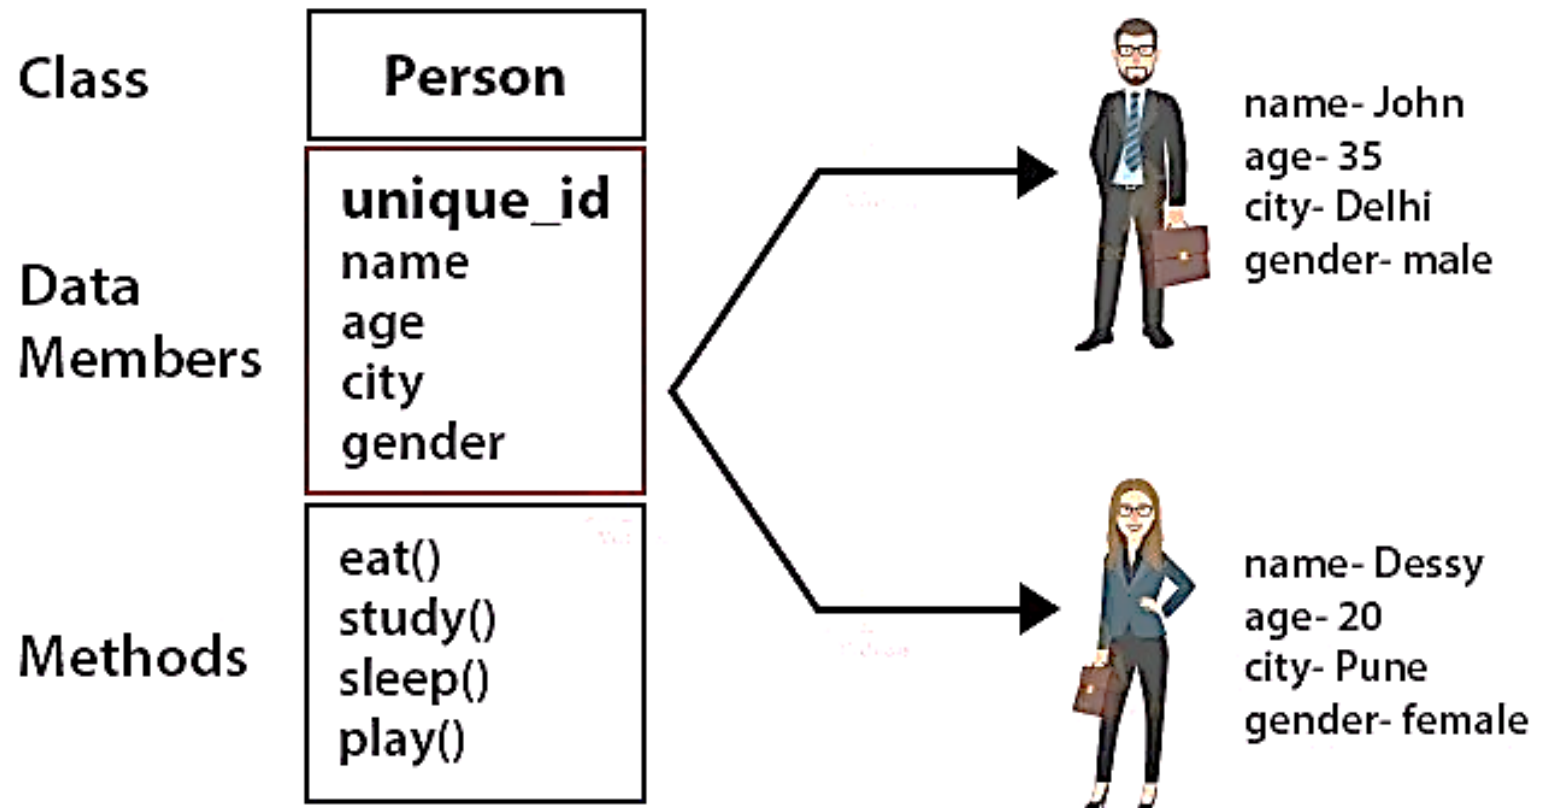 Class
Person
Data
Members
unique_id
name
age
city
gender
Methods
eat()
study()
sleep()
play()
name- John
age- 35
city- Delhi
gender- male
name- Dessy
age- 20
city- Pune
gender- female